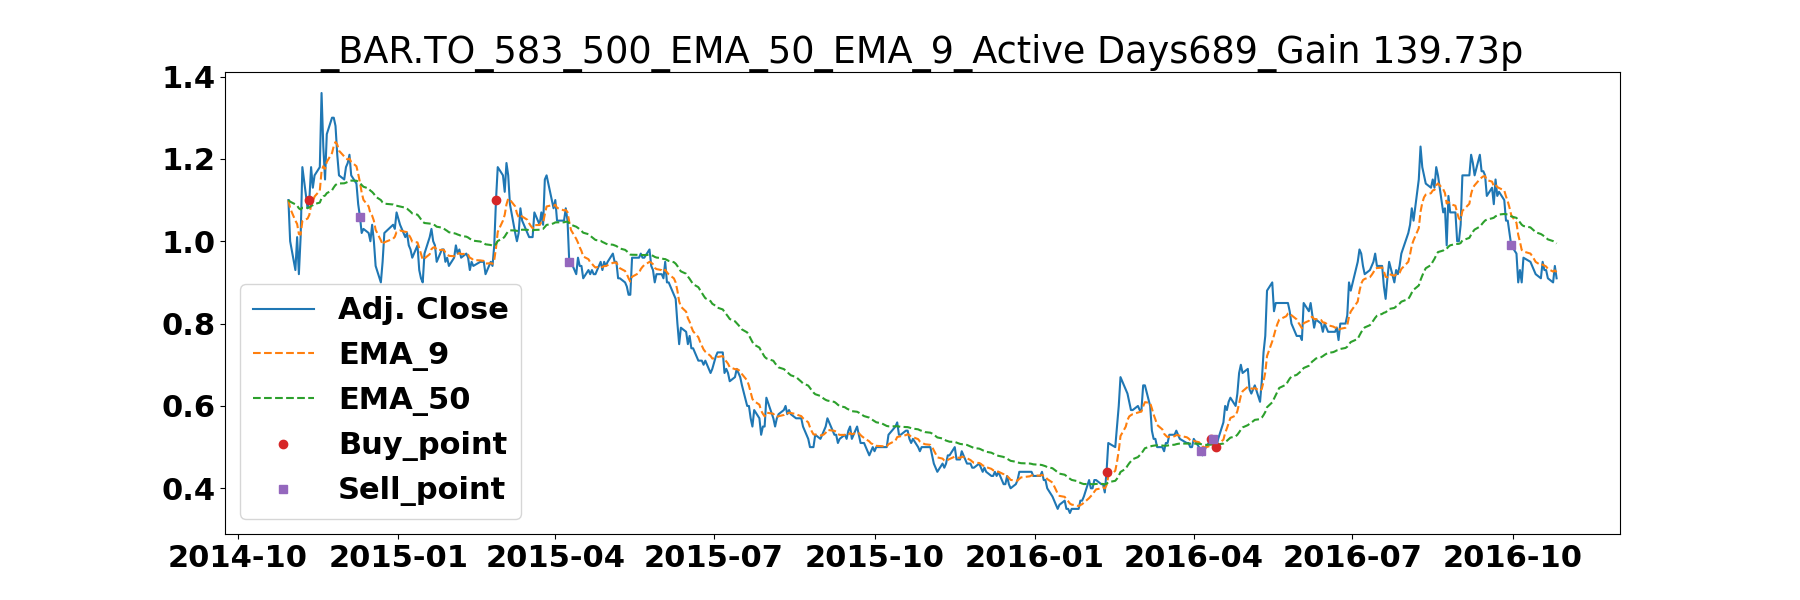 _BAR.TO_583_500_EMA_50_EMA_9_Active Days689_Gain 139.73p
1.4
1.2
1.0
0.8
0.6
0.4
Adj. Close
EMA_9
EMA_50
Buy_point
Sell_point
2014-10 2015-01 2015-04 2015-07 2015-10 2016-01 2016-04 2016-07 2016-10